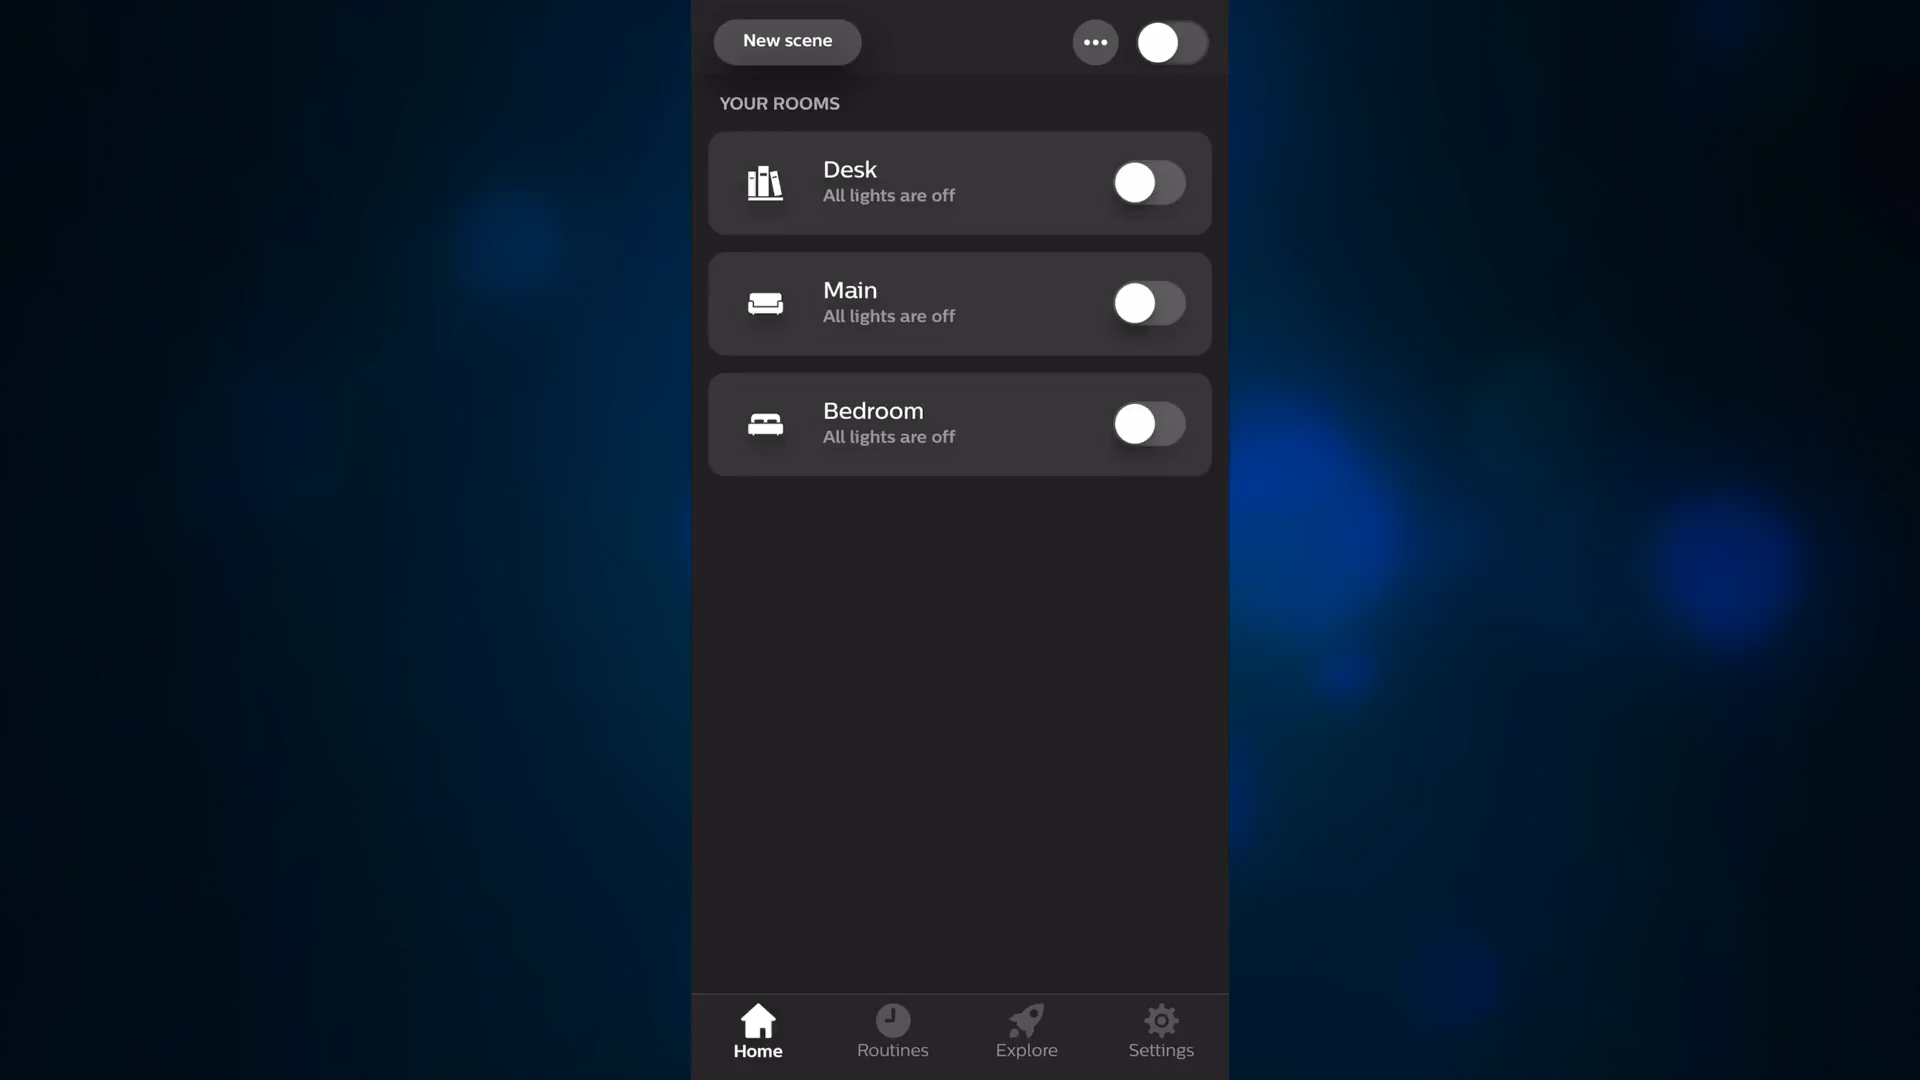 New scene
YOUR ROOMS
Desk
All lights are off
Main
All lights are off
Bedroom
All lights are off
Home
Routines
Explore
Settings